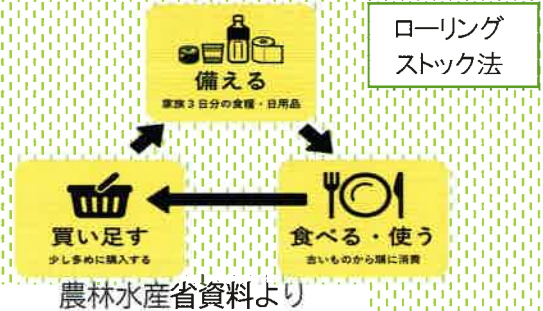 ローリング
ストック法
備える
家族3日分の食糧・日用品
買い足す
少し多めに購入する
食べる・使う
古いものから順に消費
農林水産省資料より